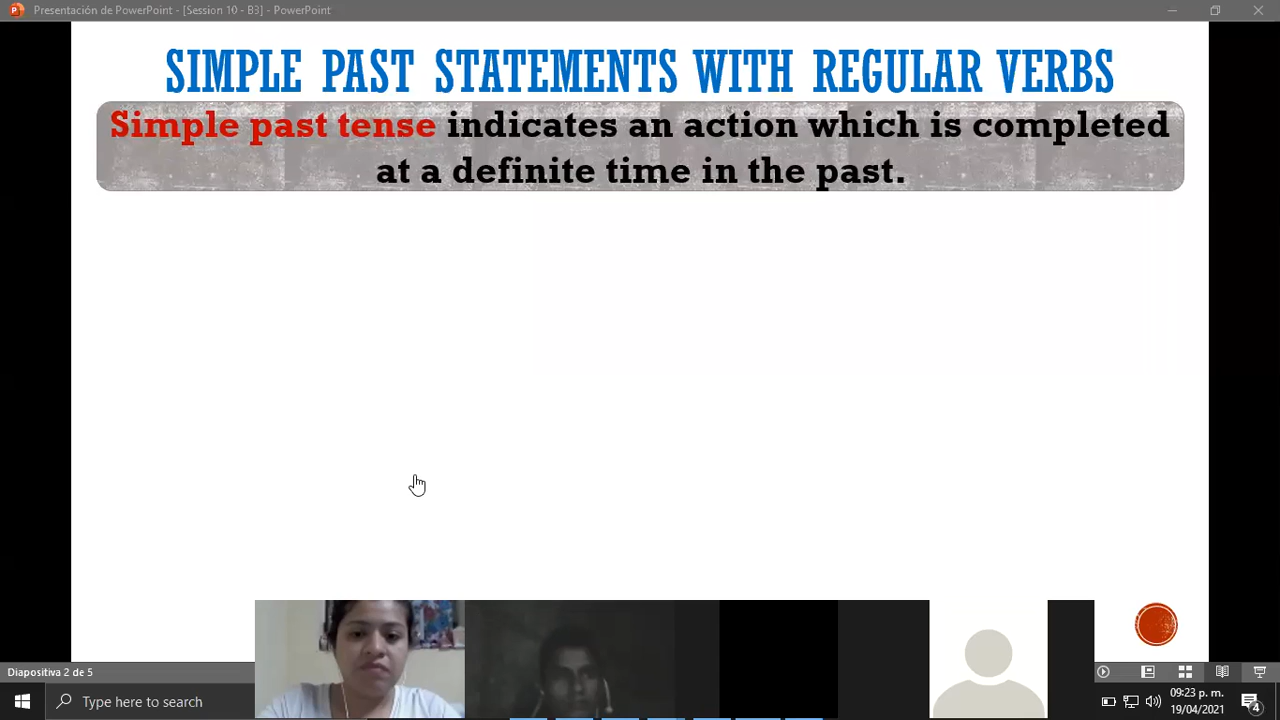 Presentación de PowerPoint - [Session 10 - B3] - PowerPoint
SIMPLE PAST STATEMENTS WITH REGULAR VERBS
Simple past tense indicates an action which is completed
at a definite time in the past.
Diapositiva 2 de 5
Type here to search
09:23 p. m.
19/04/2021
4